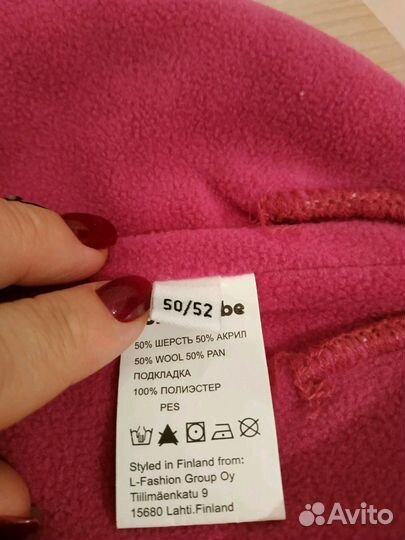 50/52
be
50% ШЕРСТЬ 50% АКРИЛ
50% WOOL 50% PAN
ПОДКЛАДКА
100% ПОЛИЭСТЕР
PES
Styled in Finland from:
L-Fashion Group Oy
Tiilimäenkatu 9
15680 Lahti.Finland
Avito